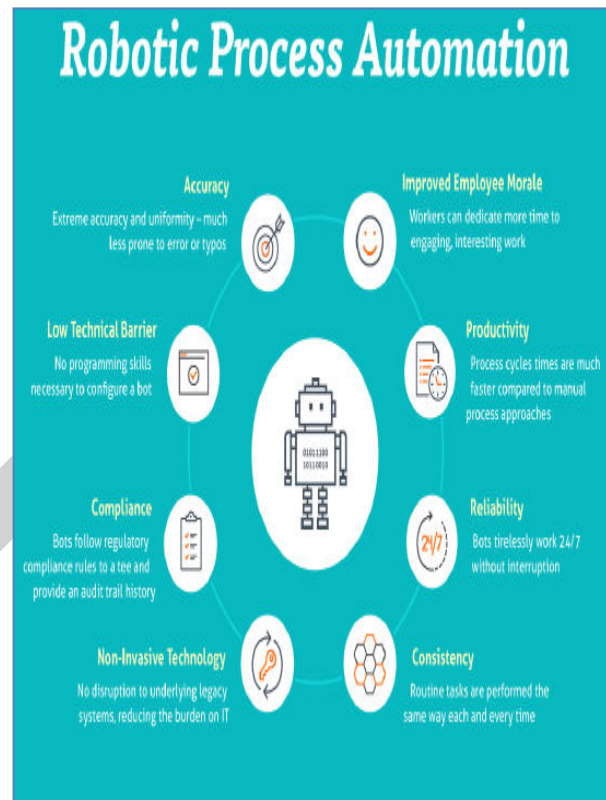 Robotic Process Automation
Accuracy
Extreme accuracy and uniformity – much
less prone to error or typos
Improved Employee Morale
Workers can dedicate more time to
engaging, interesting work
Low Technical Barrier
No programming skills
necessary to configure a bot
Productivity
Process cycles times are much
faster compared to manual
process approaches
01011100
10110010
Compliance
Bots follow regulatory
compliance rules to a tee and
provide an audit trail history
24/7
Reliability
Bots tirelessly work 24/7
without interruption
Non-Invasive Technology
No disruption to underlying legacy
systems, reducing the burden on IT
Consistency
Routine tasks are performed the
same way each and every time